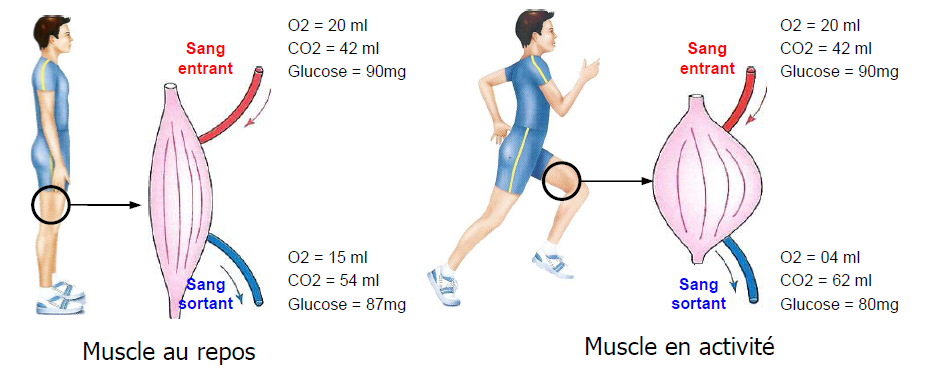 Sang
entrant
O2 = 20 ml
CO2 = 42 ml
Glucose = 90mg
Sang
sortant
O2 = 15 ml
CO2 = 54 ml
Glucose = 87mg
Muscle au repos
Sang
entrant
O2 = 20 ml
CO2 = 42 ml
Glucose = 90mg
Sang
sortant
O2 = 04 ml
CO2 = 62 ml
Glucose = 80mg
Muscle en activité